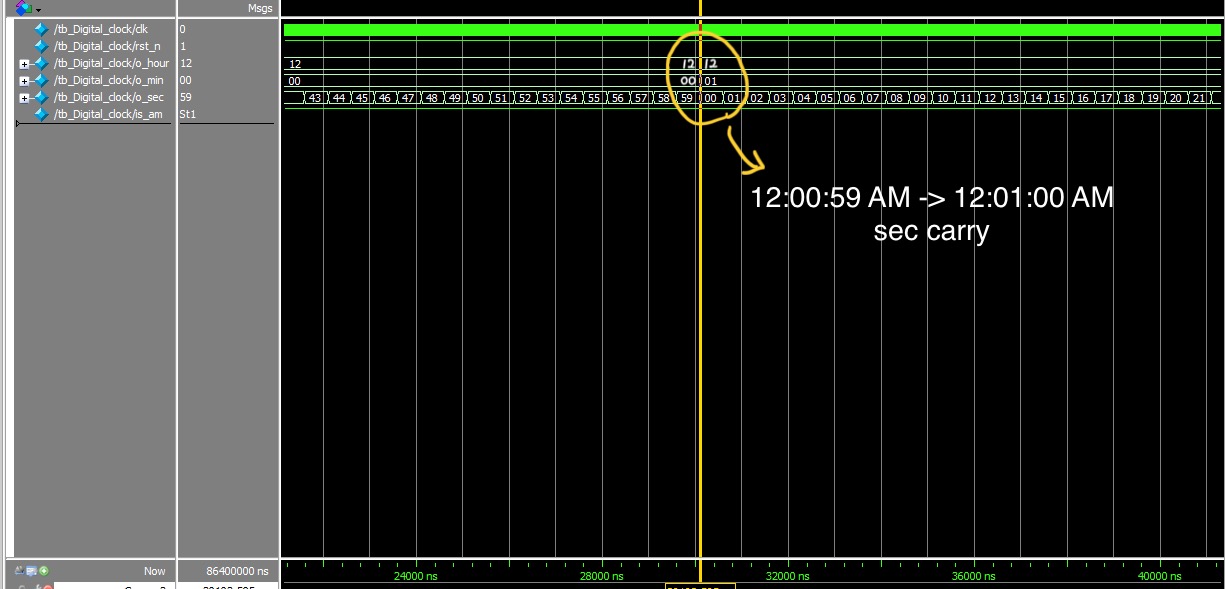 Msgs
/tb_Digital_clock/clk 0
/tb_Digital_clock/rst_n 1
/tb_Digital_clock/o_hour 12 12 12 12
/tb_Digital_clock/o_min 00 00 00 01
/tb_Digital_clock/o_sec 59 43 44 45 46 47 48 49 50 51 52 53 54 55 56 57 58 59 00 01 02 03 04 05 06 07 08 09 10 11 12 13 14 15 16 17 18 19 20 21
/tb_Digital_clock/is_am St1
12:00:59 AM -> 12:01:00 AM
sec carry
Now 86400000 ns 24000 ns 28000 ns 32000 ns 36000 ns 40000 ns